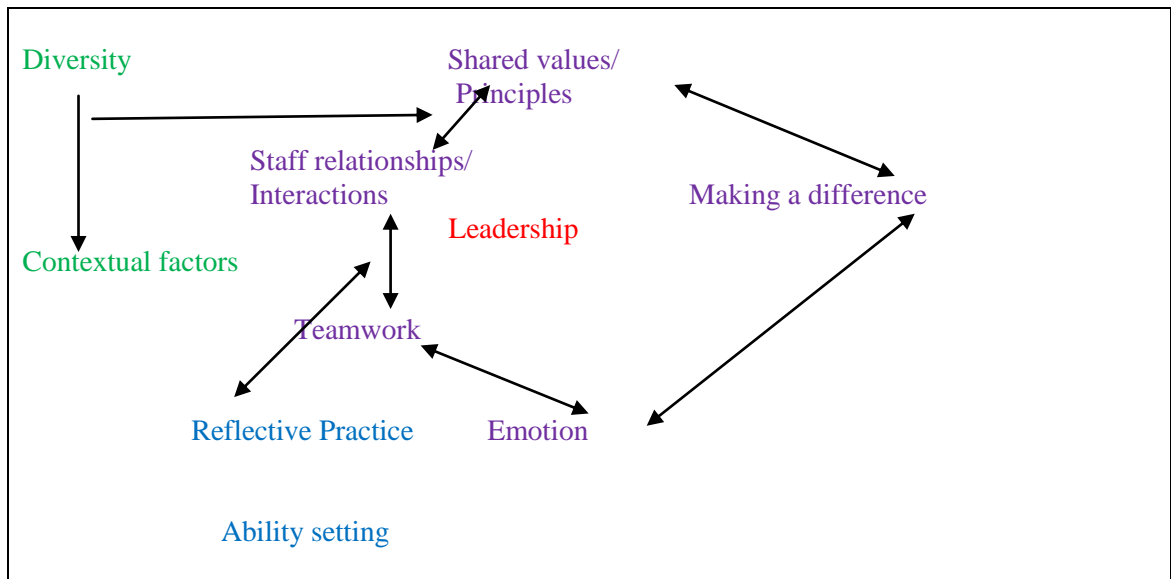 Diversity
Shared values/
Principles
Staff relationships/
Interactions
Making a difference
Leadership
Contextual factors
Teamwork
Reflective Practice
Emotion
Ability setting